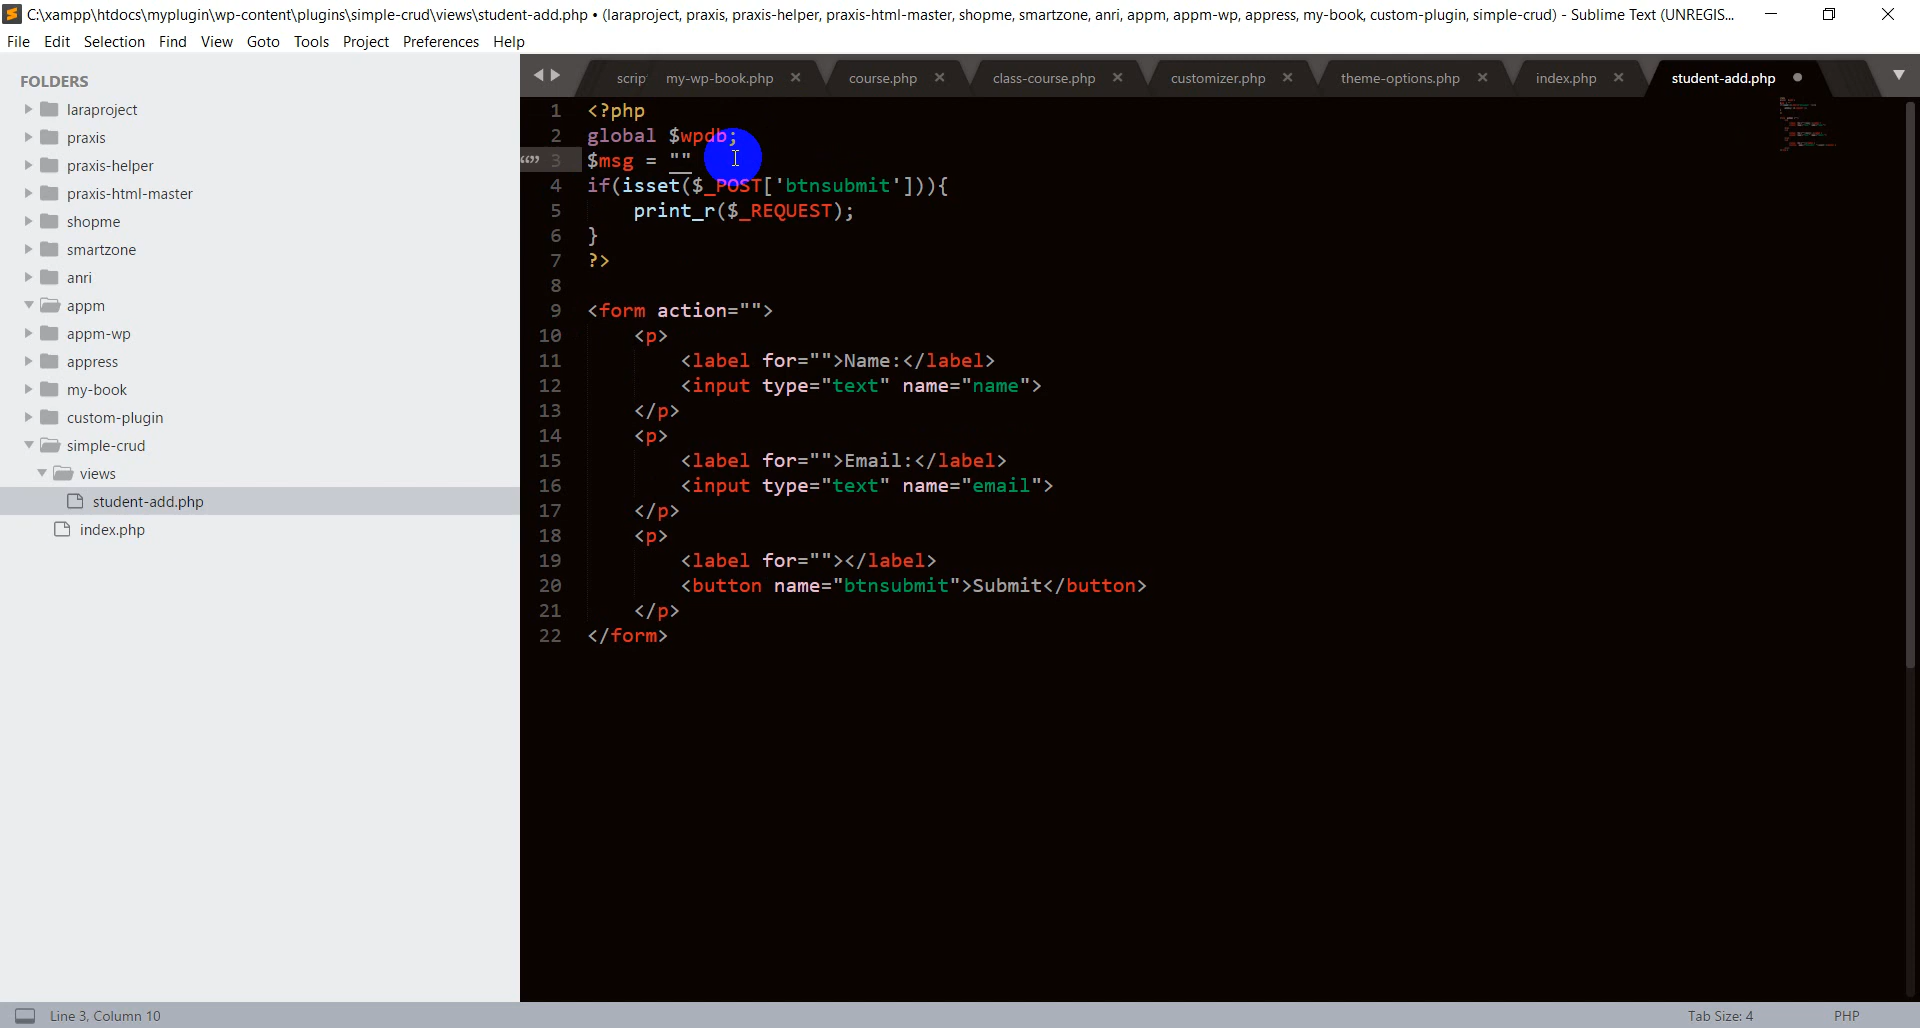 C:\xampp\htdocs\myplugin\wp-content\plugins\simple-crud\views\student-add.php • (laraproject, praxis, praxis-helper, praxis-html-master, shopme, smartzone, anri, appm, appm-wp, appress, my-book, custom-plugin, simple-crud) - Sublime Text (UNREGIS...
File Edit Selection Find View Goto Tools Project Preferences Help
FOLDERS
laraproject
praxis
praxis-helper
praxis-html-master
shopme
smartzone
anri
appm
appm-wp
appress
my-book
custom-plugin
simple-crud
views
student-add.php
index.php
scrip my-wp-book.php course.php class-course.php customizer.php theme-options.php index.php student-add.php
1 <?php
2 global $wpdb;
3 $msg = ""
4 if(isset($_POST['btnsubmit'])){
5 print_r($_REQUEST);
6 }
7 ?>
8
9 <form action="">
10 <p>
11 <label for="">Name:</label>
12 <input type="text" name="name">
13 </p>
14 <p>
15 <label for="">Email:</label>
16 <input type="text" name="email">
17 </p>
18 <p>
19 <label for=""></label>
20 <button name="btnsubmit">Submit</button>
21 </p>
22 </form>
Line 3, Column 10 Tab Size: 4 PHP